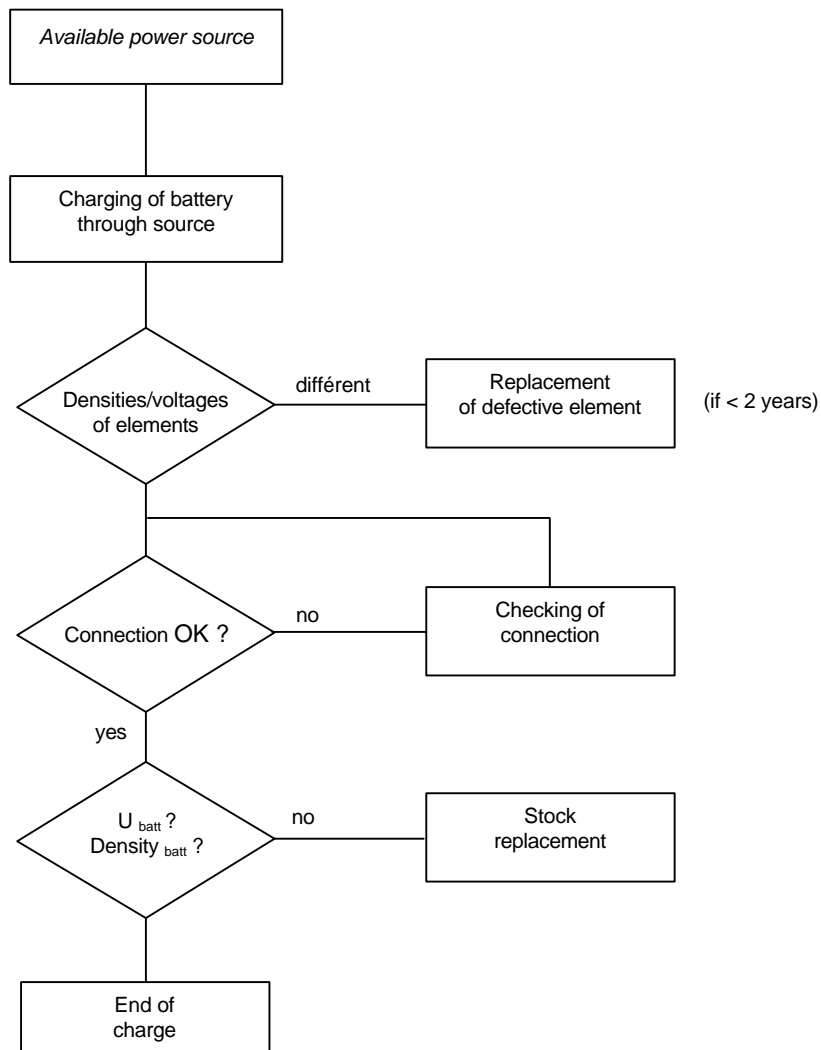 Available power source
Charging of battery
through source
différent
Replacement
of defective element
(if < 2 years)
Densities/voltages
of elements
no
Checking of
connection
Connection OK ?
yes
U batt ?
Density batt ?
no
Stock
replacement
End of
charge